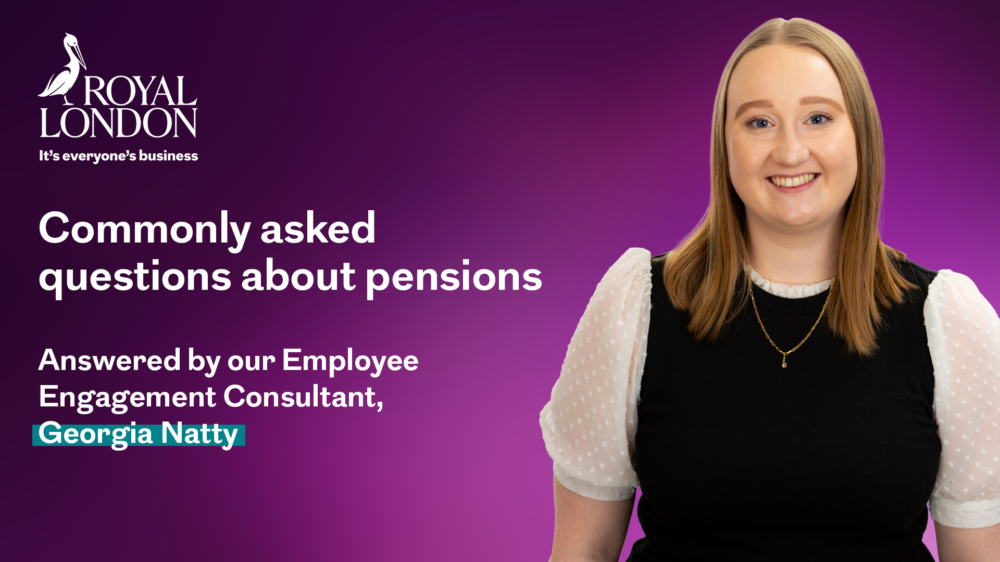 ROYAL
LONDON
It’s everyone’s business
Commonly asked
questions about pensions
Answered by our Employee
Engagement Consultant,
Georgia Natty